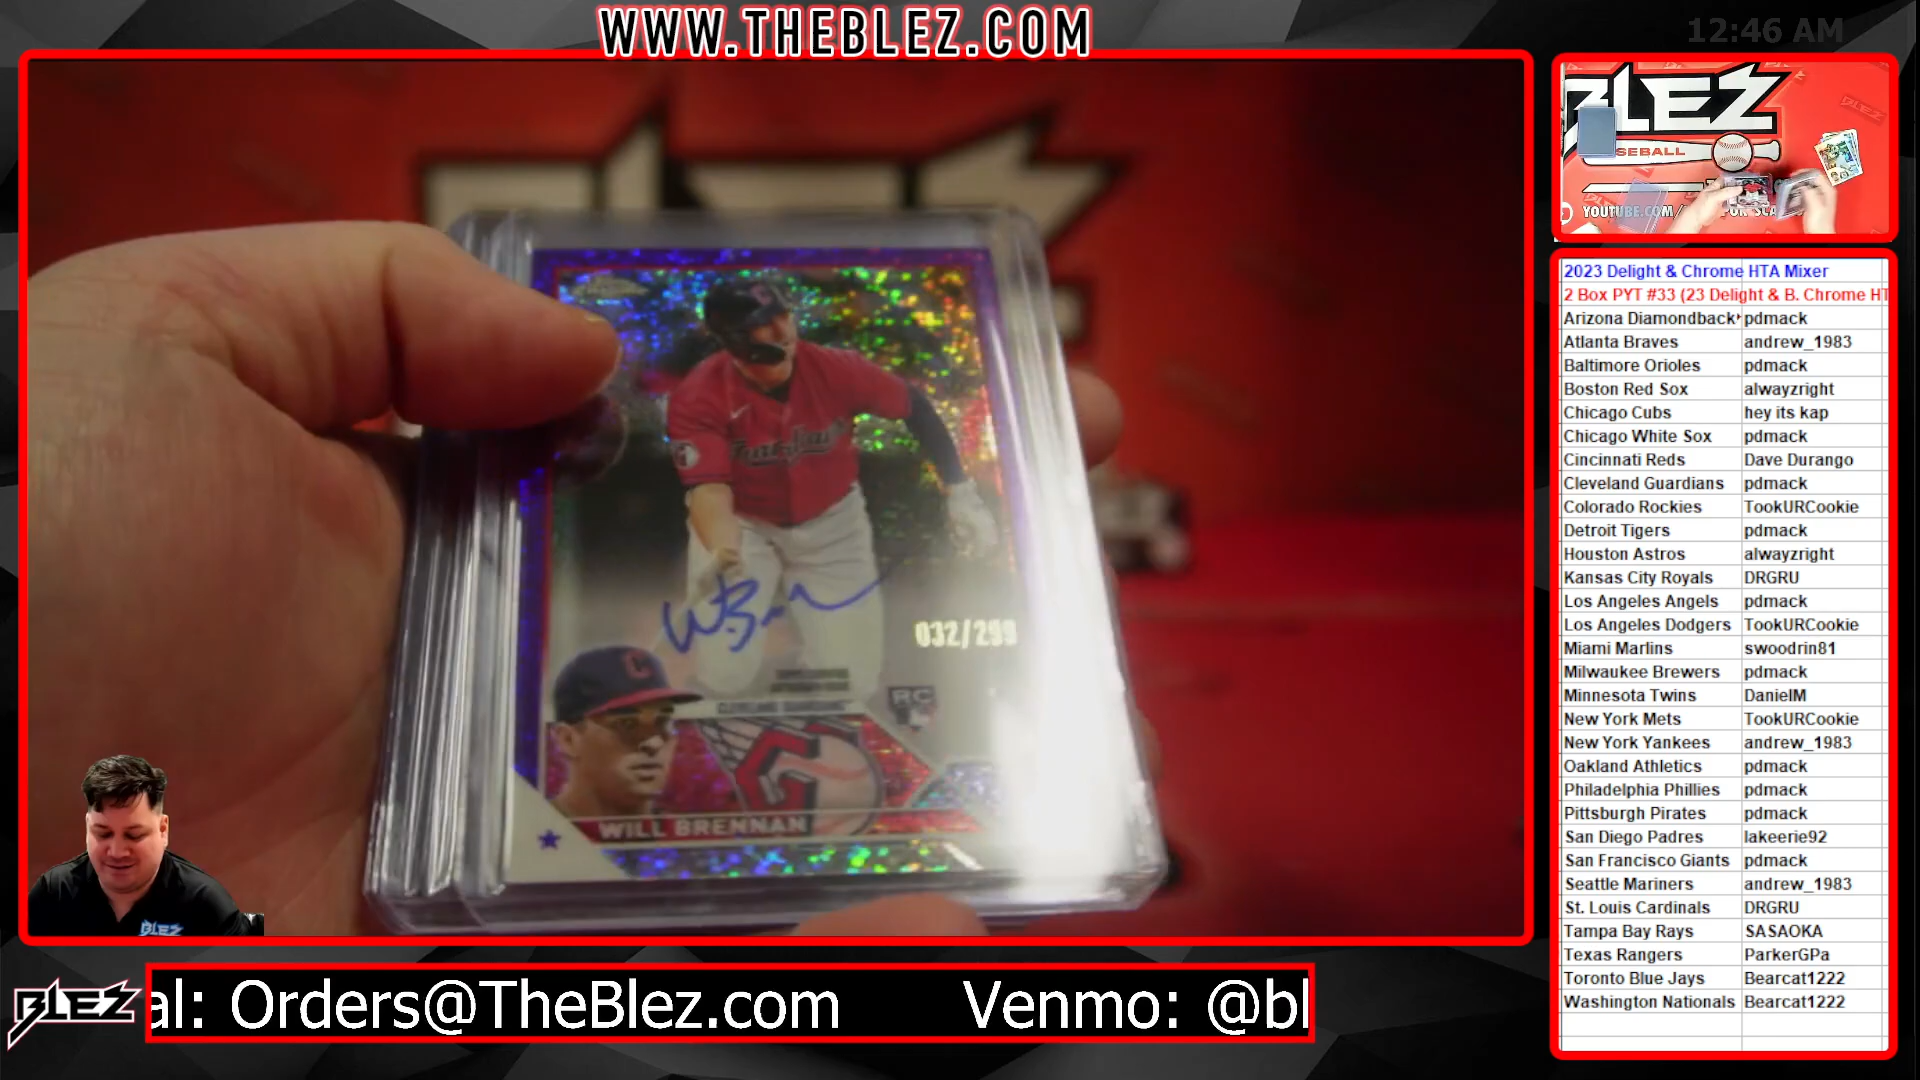 WWW.THEBLEZ.COM
12:46 AM
BLEZ
SEBALL
YOUTUBE.COM/
2023 Delight & Chrome HTA Mixer
2 Box PYT #33 (23 Delight & B. Chrome HT
Arizona Diamondback pdmack
Atlanta Braves andrew_1983
Baltimore Orioles pdmack
Boston Red Sox alwayzright
Chicago Cubs hey its kap
Chicago White Sox pdmack
Cincinnati Reds Dave Durango
Cleveland Guardians pdmack
Colorado Rockies TookURCookie
Detroit Tigers pdmack
Houston Astros alwayzright
Kansas City Royals DRGRU
Los Angeles Angels pdmack
Los Angeles Dodgers TookURCookie
Miami Marlins swoodrin81
Milwaukee Brewers pdmack
Minnesota Twins DanielM
New York Mets TookURCookie
New York Yankees andrew_1983
Oakland Athletics pdmack
Philadelphia Phillies pdmack
Pittsburgh Pirates pdmack
San Diego Padres lakeerie92
San Francisco Giants pdmack
Seattle Mariners andrew_1983
St. Louis Cardinals DRGRU
Tampa Bay Rays SASAOKA
Texas Rangers ParkerGPa
Toronto Blue Jays Bearcat1222
Washington Nationals Bearcat1222
032/299
RC
CLEVELAND GUARDIANS
WILL BRENNAN
BLEZ
BLEZ
al: Orders@TheBlez.com Venmo: @bl